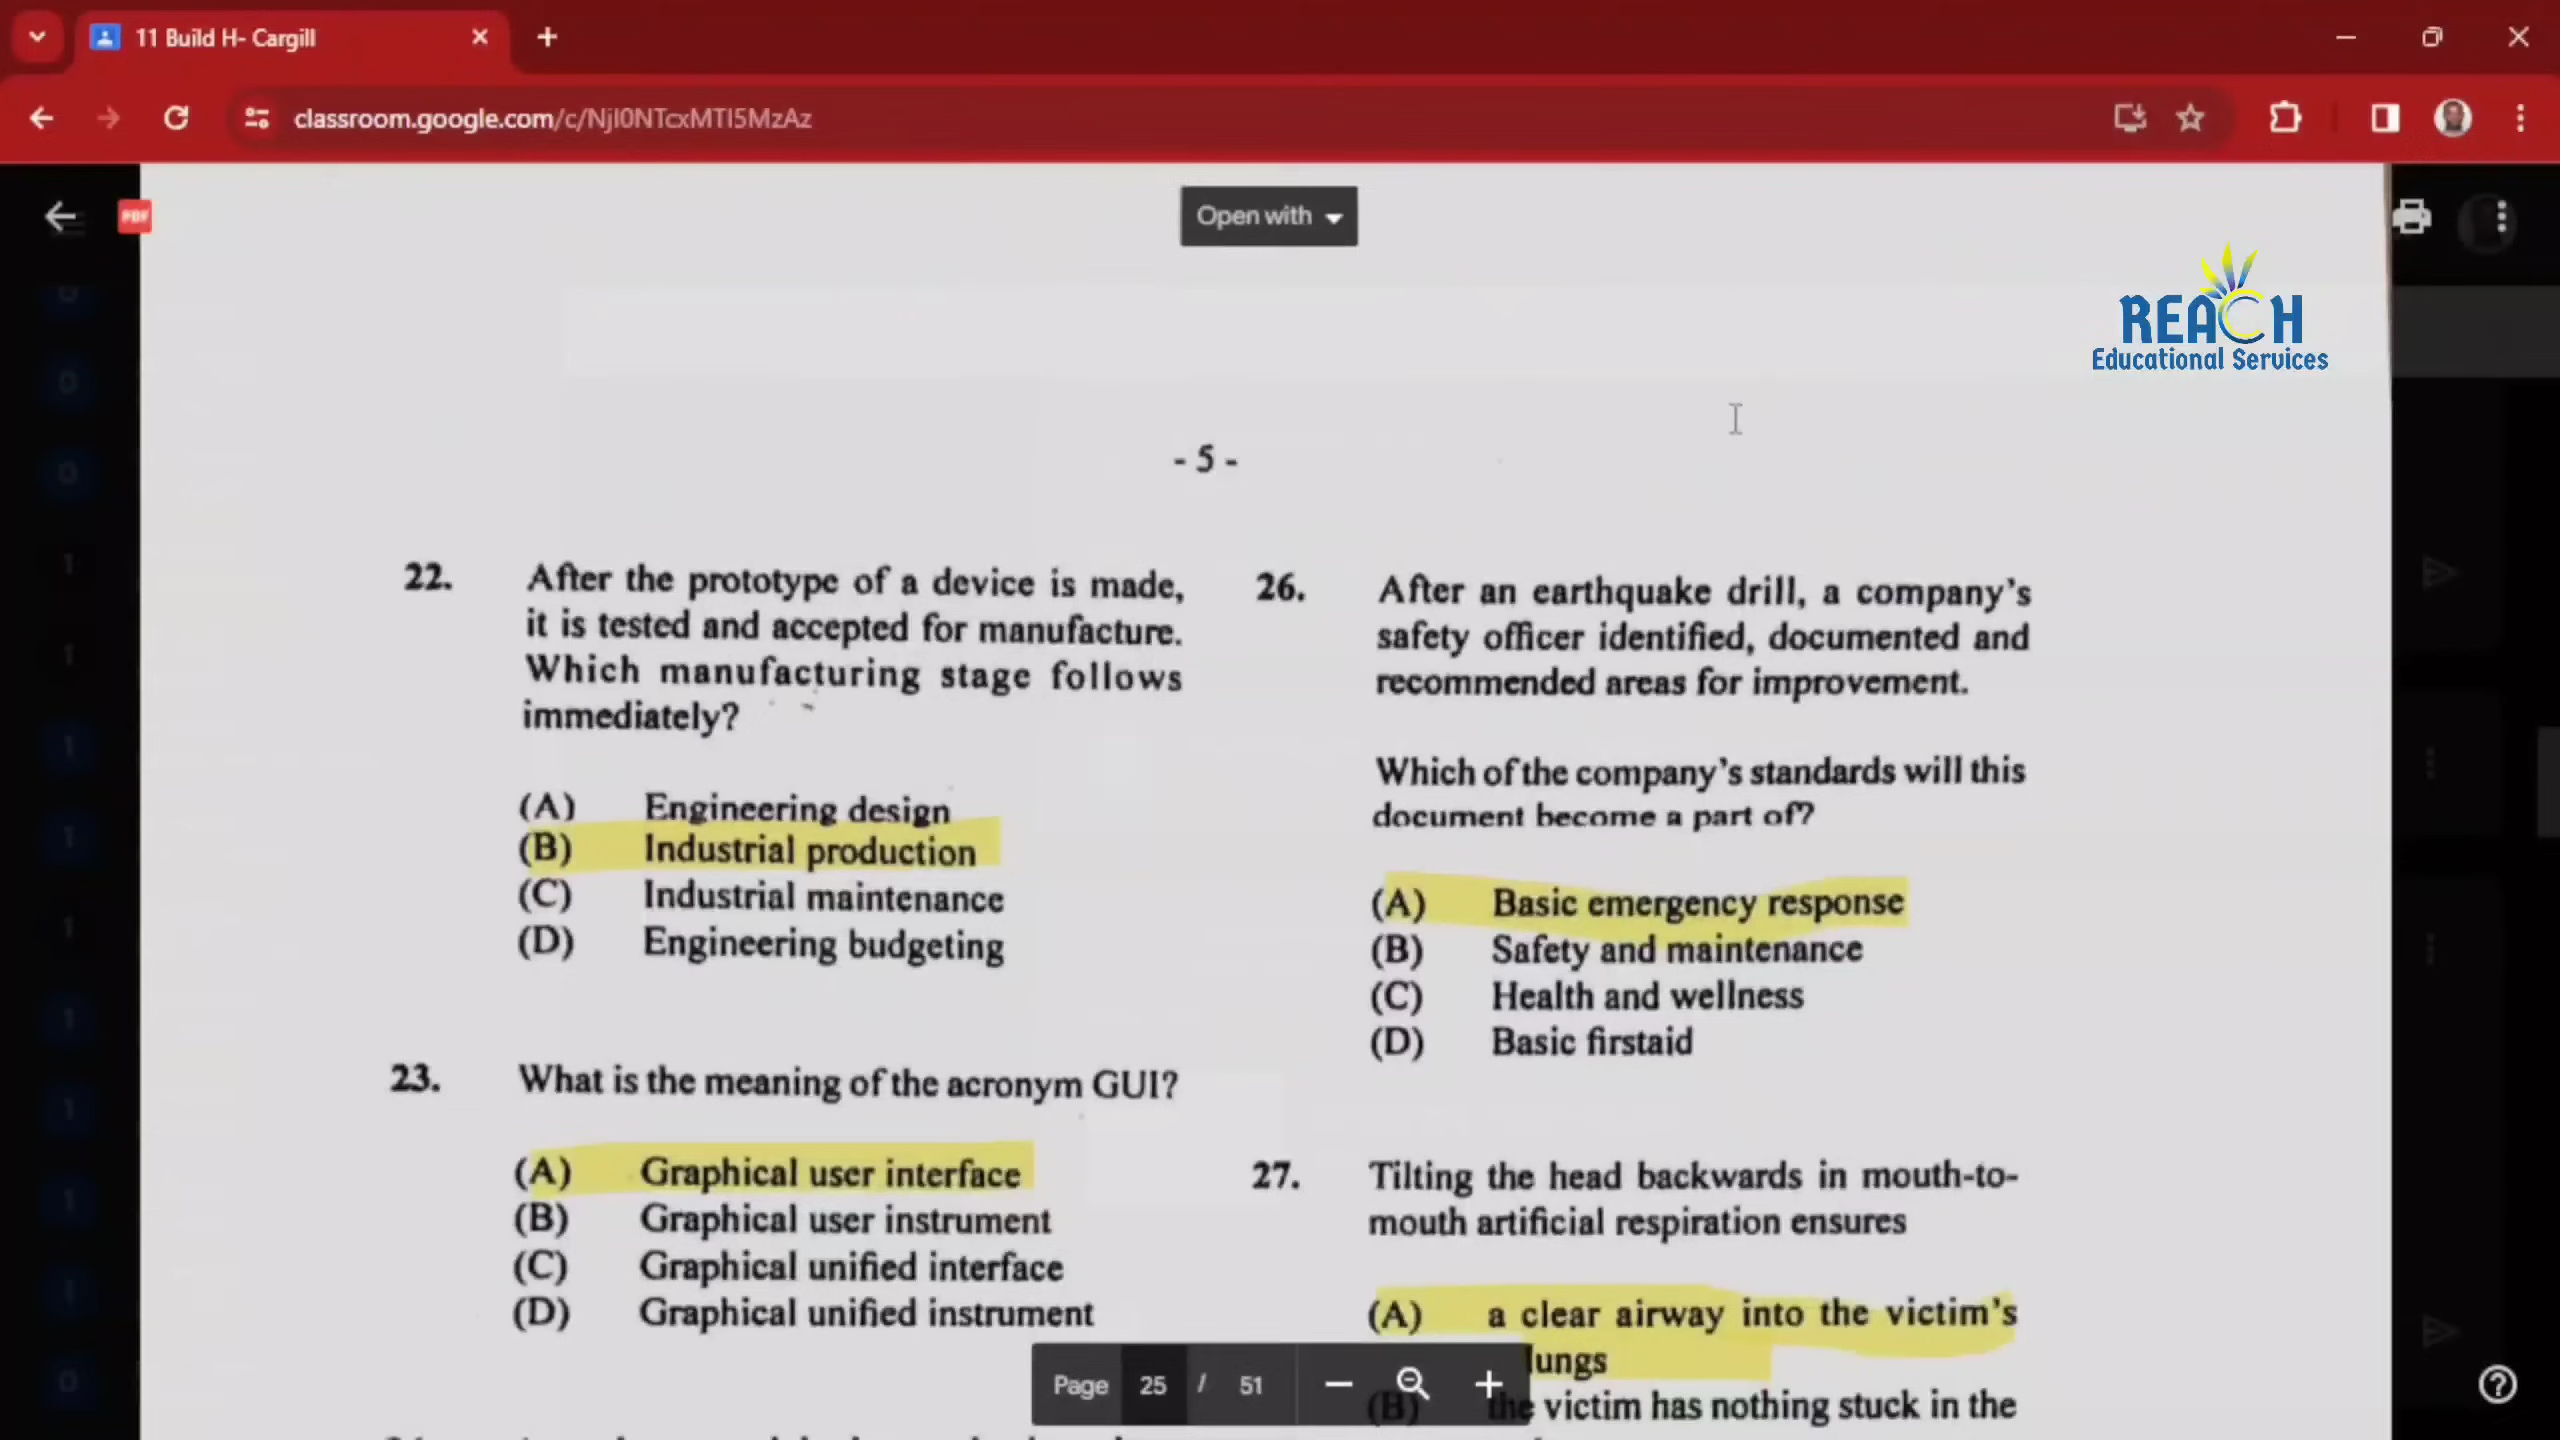 11 Build H- Cargill
classroom.google.com/c/NjI0NTcxMTI5MzAz
PDF
Open with
REACH
Educational Services
- 5 -
22. After the prototype of a device is made,
it is tested and accepted for manufacture.
Which manufacturing stage follows
immediately?
(A) Engineering design
(B) Industrial production
(C) Industrial maintenance
(D) Engineering budgeting
23. What is the meaning of the acronym GUI?
(A) Graphical user interface
(B) Graphical user instrument
(C) Graphical unified interface
(D) Graphical unified instrument
26. After an earthquake drill, a company's
safety officer identified, documented and
recommended areas for improvement.
Which of the company's standards will this
document become a part of?
(A) Basic emergency response
(B) Safety and maintenance
(C) Health and wellness
(D) Basic firstaid
27. Tilting the head backwards in mouth-to-
mouth artificial respiration ensures
(A) a clear airway into the victim's
lungs
(B) the victim has nothing stuck in the
Page 25 / 51